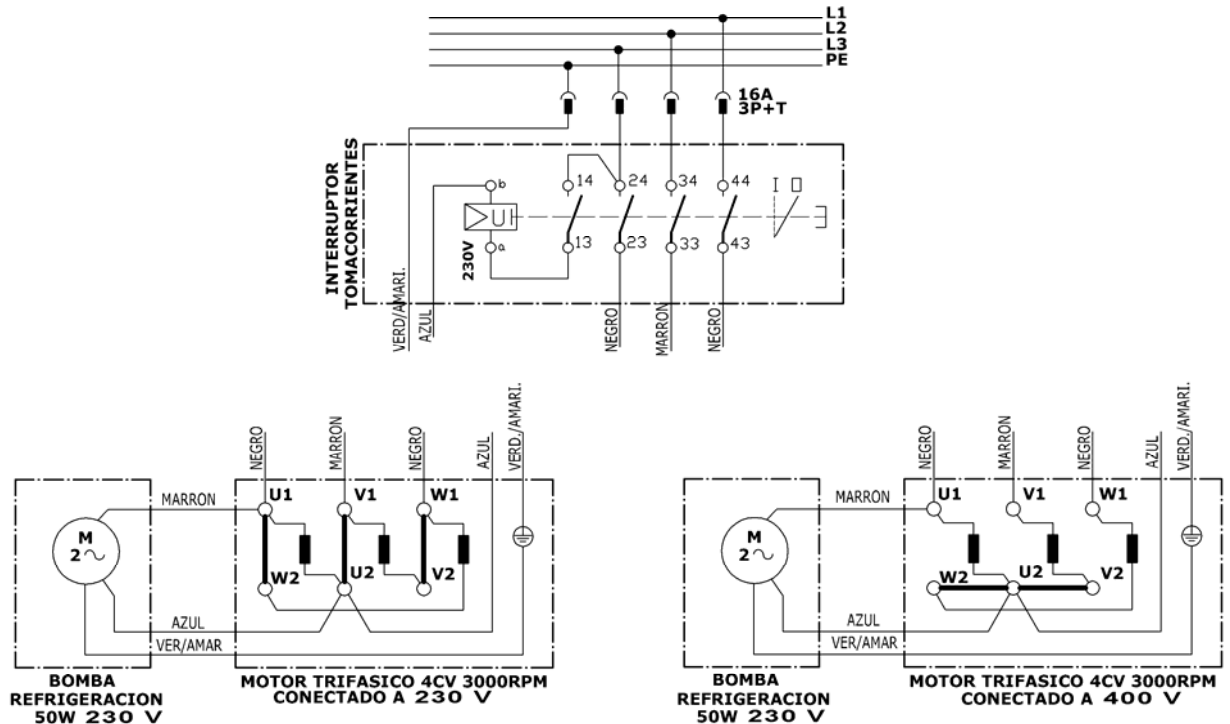 L1
L2
L3
PE
16A
3P+T
INTERRUPTOR
TOMACORRIENTES
b
14
24
34
44
I
U
a
230V
13
23
33
43
VERD/AMARI.
AZUL
NEGRO
MARRON
NEGRO
NEGRO
MARRON
NEGRO
AZUL
VERD./AMARI.
MARRON
U1
V1
W1
M
2~
W2
U2
V2
AZUL
VER/AMAR
BOMBA
REFRIGERACION
50W 230 V
MOTOR TRIFASICO 4CV 3000RPM
CONECTADO A 230 V
NEGRO
MARRON
NEGRO
AZUL
VERD./AMARI.
MARRON
U1
V1
W1
M
2~
W2
U2
V2
AZUL
VER/AMAR
BOMBA
REFRIGERACION
50W 230 V
MOTOR TRIFASICO 4CV 3000RPM
CONECTADO A 400 V